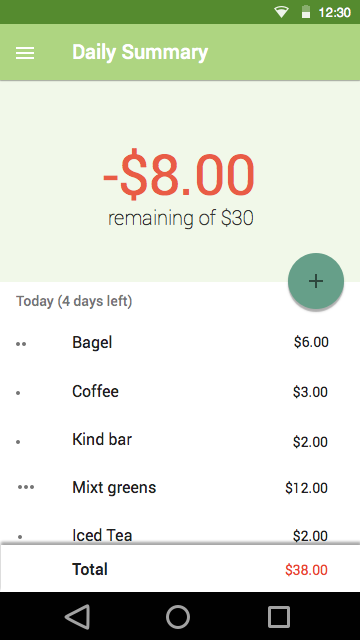 12:30
Daily Summary
-$8.00
remaining of $30
Today (4 days left)
Bagel $6.00
Coffee $3.00
Kind bar $2.00
Mixt greens $12.00
Iced Tea $2.00
Total $38.00